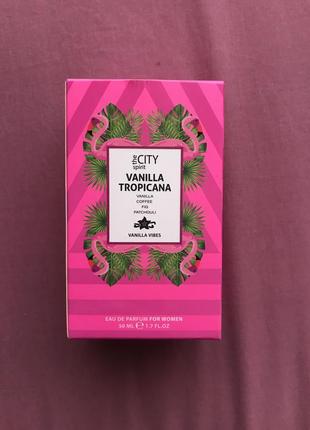 the CITY
spirit
VANILLA
TROPICANA
VANILLA
COFFEE
FIG
PATCHOULI
VANILLA VIBES
EAU DE PARFUM FOR WOMEN
50 ML ℮ 1.7 FL.OZ